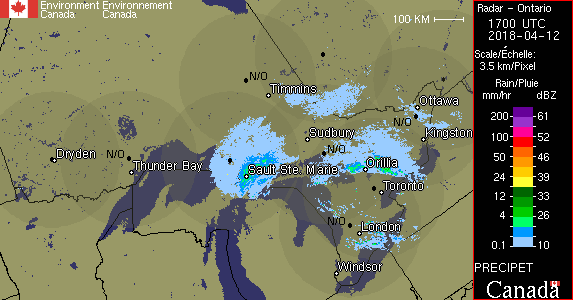 Environment Environnement
Canada Canada
100 KM
Radar - Ontario
1700 UTC
2018-04-12
Scale/Échelle:
3.5 km/Pixel
Rain/Pluie
mm/hr dBZ
200 61
100 52
50 46
24 39
12 33
4 26
0.1 10
PRECIPET
Canada
N/O
Timmins
Ottawa
N/O
Kingston
Sudbury
N/O
Dryden
N/O
Thunder Bay
Orillia
Sault Ste. Marie
Toronto
N/O
London
Windsor